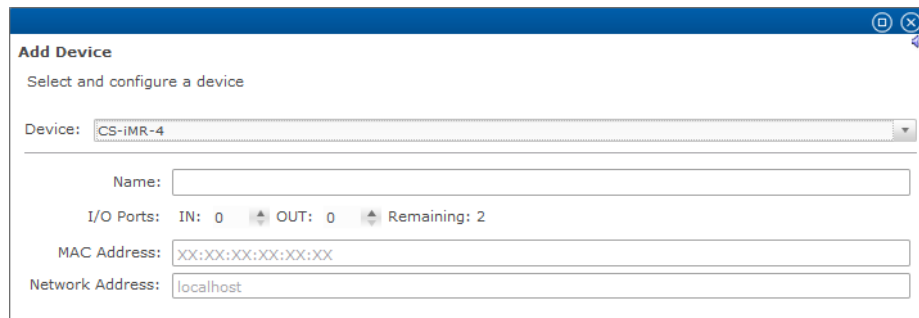 Add Device
Select and configure a device
Device: CS-iMR-4
Name:
I/O Ports: IN: 0 OUT: 0 Remaining: 2
MAC Address: XX:XX:XX:XX:XX:XX
Network Address: localhost